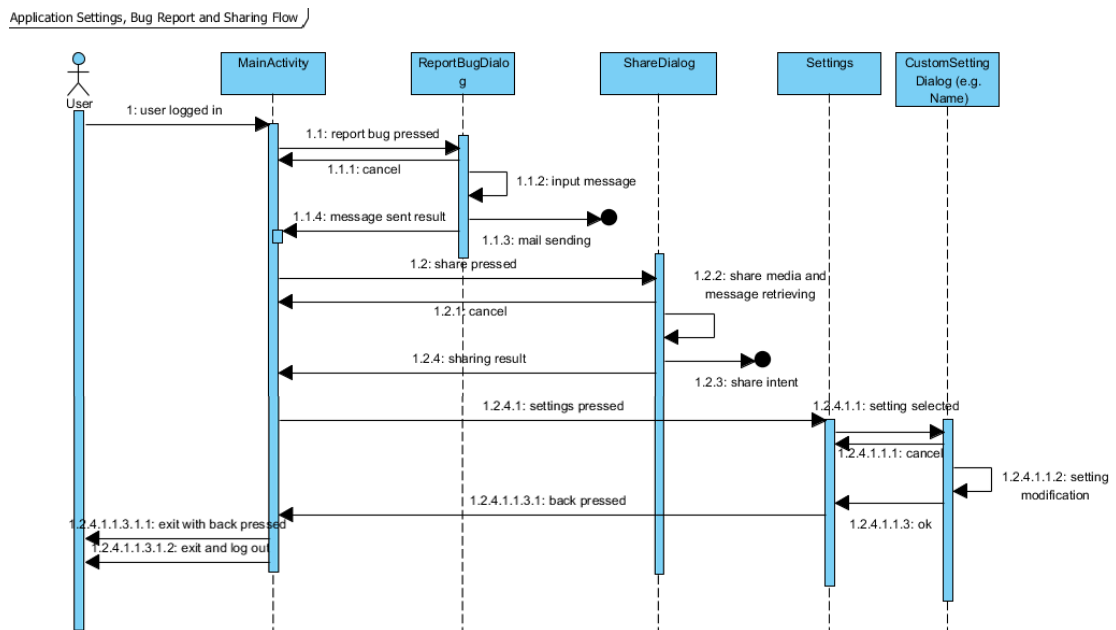 Application Settings, Bug Report and Sharing Flow
User
MainActivity
ReportBugDialo
g
ShareDialog
Settings
CustomSetting
Dialog (e.g.
Name)
1: user logged in
1.1: report bug pressed
1.1.1: cancel
1.1.2: input message
1.1.4: message sent result
1.1.3: mail sending
1.2: share pressed
1.2.2: share media and
message retrieving
1.2.1: cancel
1.2.4: sharing result
1.2.3: share intent
1.2.4.1: settings pressed
1.2.4.1.1: setting selected
1.2.4.1.1.1: cancel
1.2.4.1.1.2: setting
modification
1.2.4.1.1.3.1: back pressed
1.2.4.1.1.3: ok
1.2.4.1.1.3.1.1: exit with back pressed
1.2.4.1.1.3.1.2: exit and log out